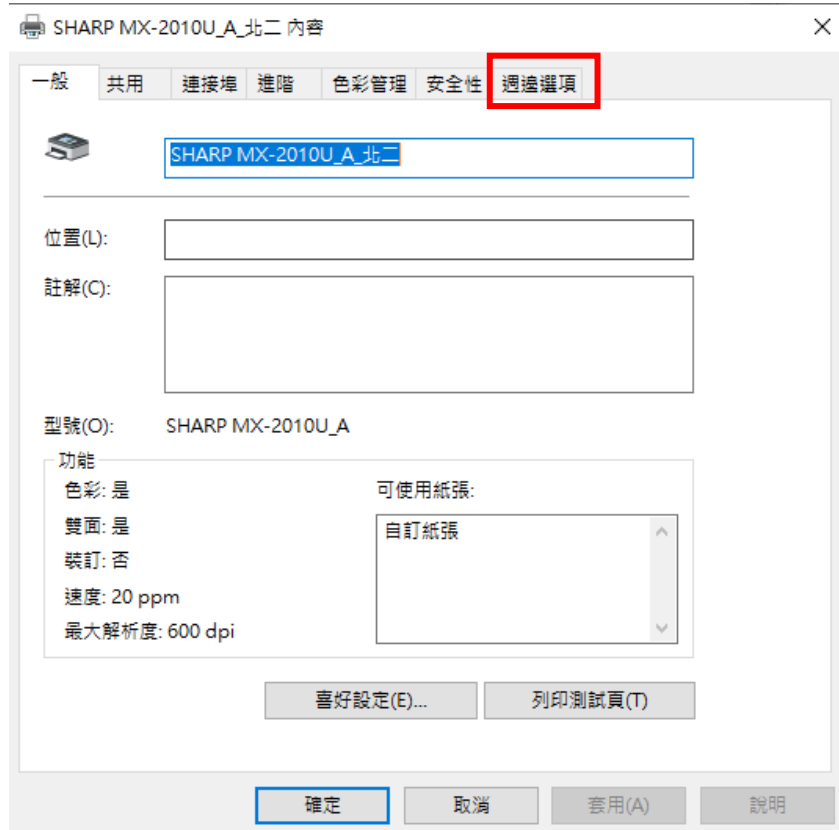 SHARP MX-2010U_A_北二 內容
一般 共用 連接埠 進階 色彩管理 安全性 週邊選項
SHARP MX-2010U_A_北二
位置(L):
註解(C):
型號(O): SHARP MX-2010U_A
功能
色彩: 是 可使用紙張:
雙面: 是 自訂紙張
裝訂: 否
速度: 20 ppm
最大解析度: 600 dpi
喜好設定(E)... 列印測試頁(T)
確定 取消 套用(A) 說明